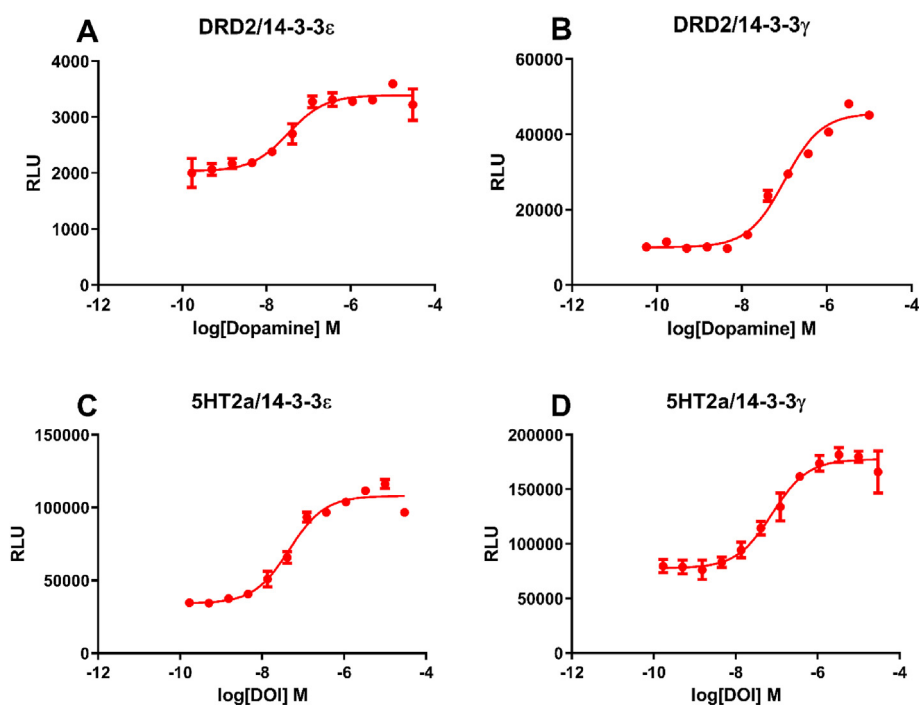 A
DRD2/14-3-3ε
RLU
4000
3000
2000
1000
0
-12
-10
-8
-6
-4
log[Dopamine] M
B
DRD2/14-3-3γ
RLU
60000
40000
20000
0
-12
-10
-8
-6
-4
log[Dopamine] M
C
5HT2a/14-3-3ε
RLU
150000
100000
50000
0
-12
-10
-8
-6
-4
log[DOI] M
D
5HT2a/14-3-3γ
RLU
200000
150000
100000
50000
0
-12
-10
-8
-6
-4
log[DOI] M